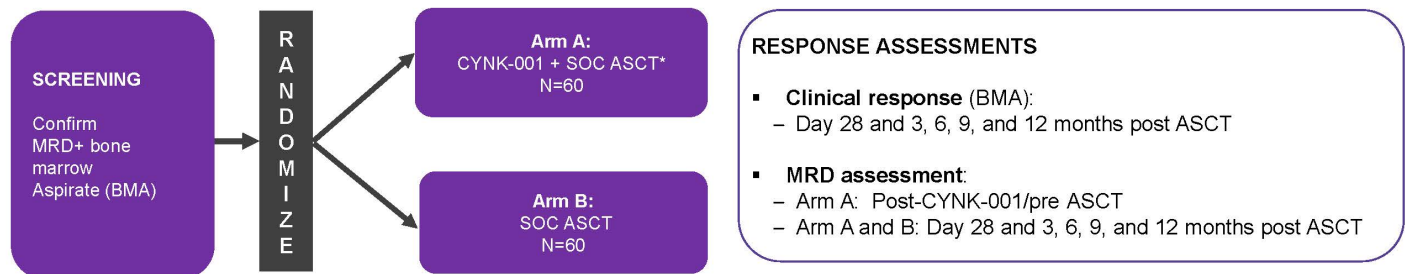 SCREENING
Confirm
MRD+ bone
marrow
Aspirate (BMA)
RANDOMIZE
Arm A:
CYNK-001 + SOC ASCT*
N=60
Arm B:
SOC ASCT
N=60
RESPONSE ASSESSMENTS
▪ Clinical response (BMA):
– Day 28 and 3, 6, 9, and 12 months post ASCT
▪ MRD assessment:
– Arm A: Post-CYNK-001/pre ASCT
– Arm A and B: Day 28 and 3, 6, 9, and 12 months post ASCT